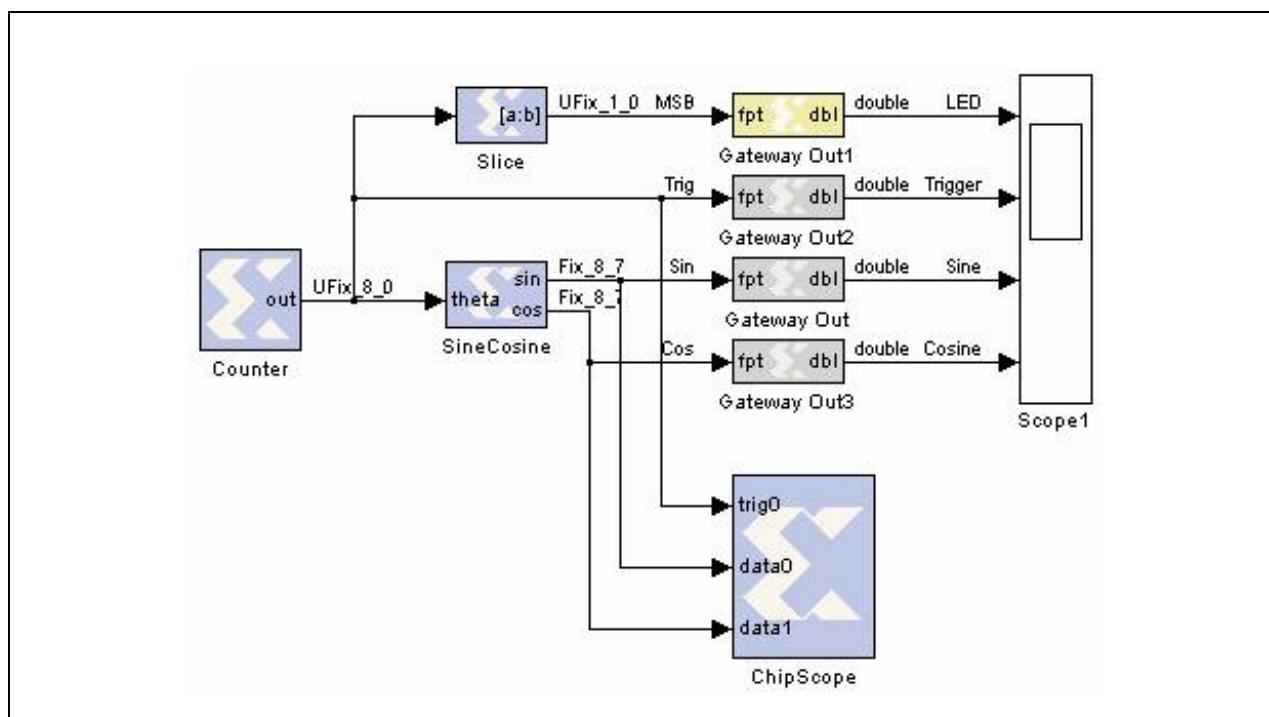 UFix_1_0 MSB
[a:b]
Slice
fpt dbl
Gateway Out1
double LED
Trig
fpt dbl
Gateway Out2
double Trigger
out
UFix_8_0
Counter
theta
sin
cos
SineCosine
Fix_8_7
Fix_8_7
Sin
fpt dbl
Gateway Out
double Sine
Cos
fpt dbl
Gateway Out3
double Cosine
Scope1
trig0
data0
data1
ChipScope